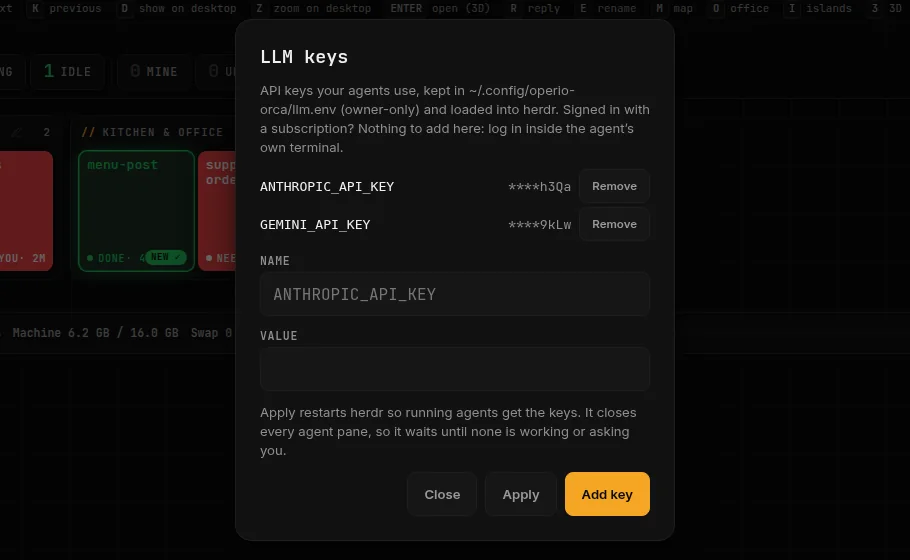 xt K previous D show on desktop Z zoom on desktop ENTER open (3D) R reply E rename M map O office I islands 3 3D
NG 1 IDLE 0 MINE 0
2 // KITCHEN & OFFICE
menu-post
supp
orde
YOU· 2M
DONE· 4 NEW ✓
NEE
Machine 6.2 GB / 16.0 GB Swap 0
LLM keys
API keys your agents use, kept in ~/.config/operio-
orca/llm.env (owner-only) and loaded into herdr. Signed in with
a subscription? Nothing to add here: log in inside the agent's
own terminal.
ANTHROPIC_API_KEY ****h3Qa Remove
GEMINI_API_KEY ****9kLw Remove
NAME
ANTHROPIC_API_KEY
VALUE
Apply restarts herdr so running agents get the keys. It closes
every agent pane, so it waits until none is working or asking
you.
Close Apply Add key